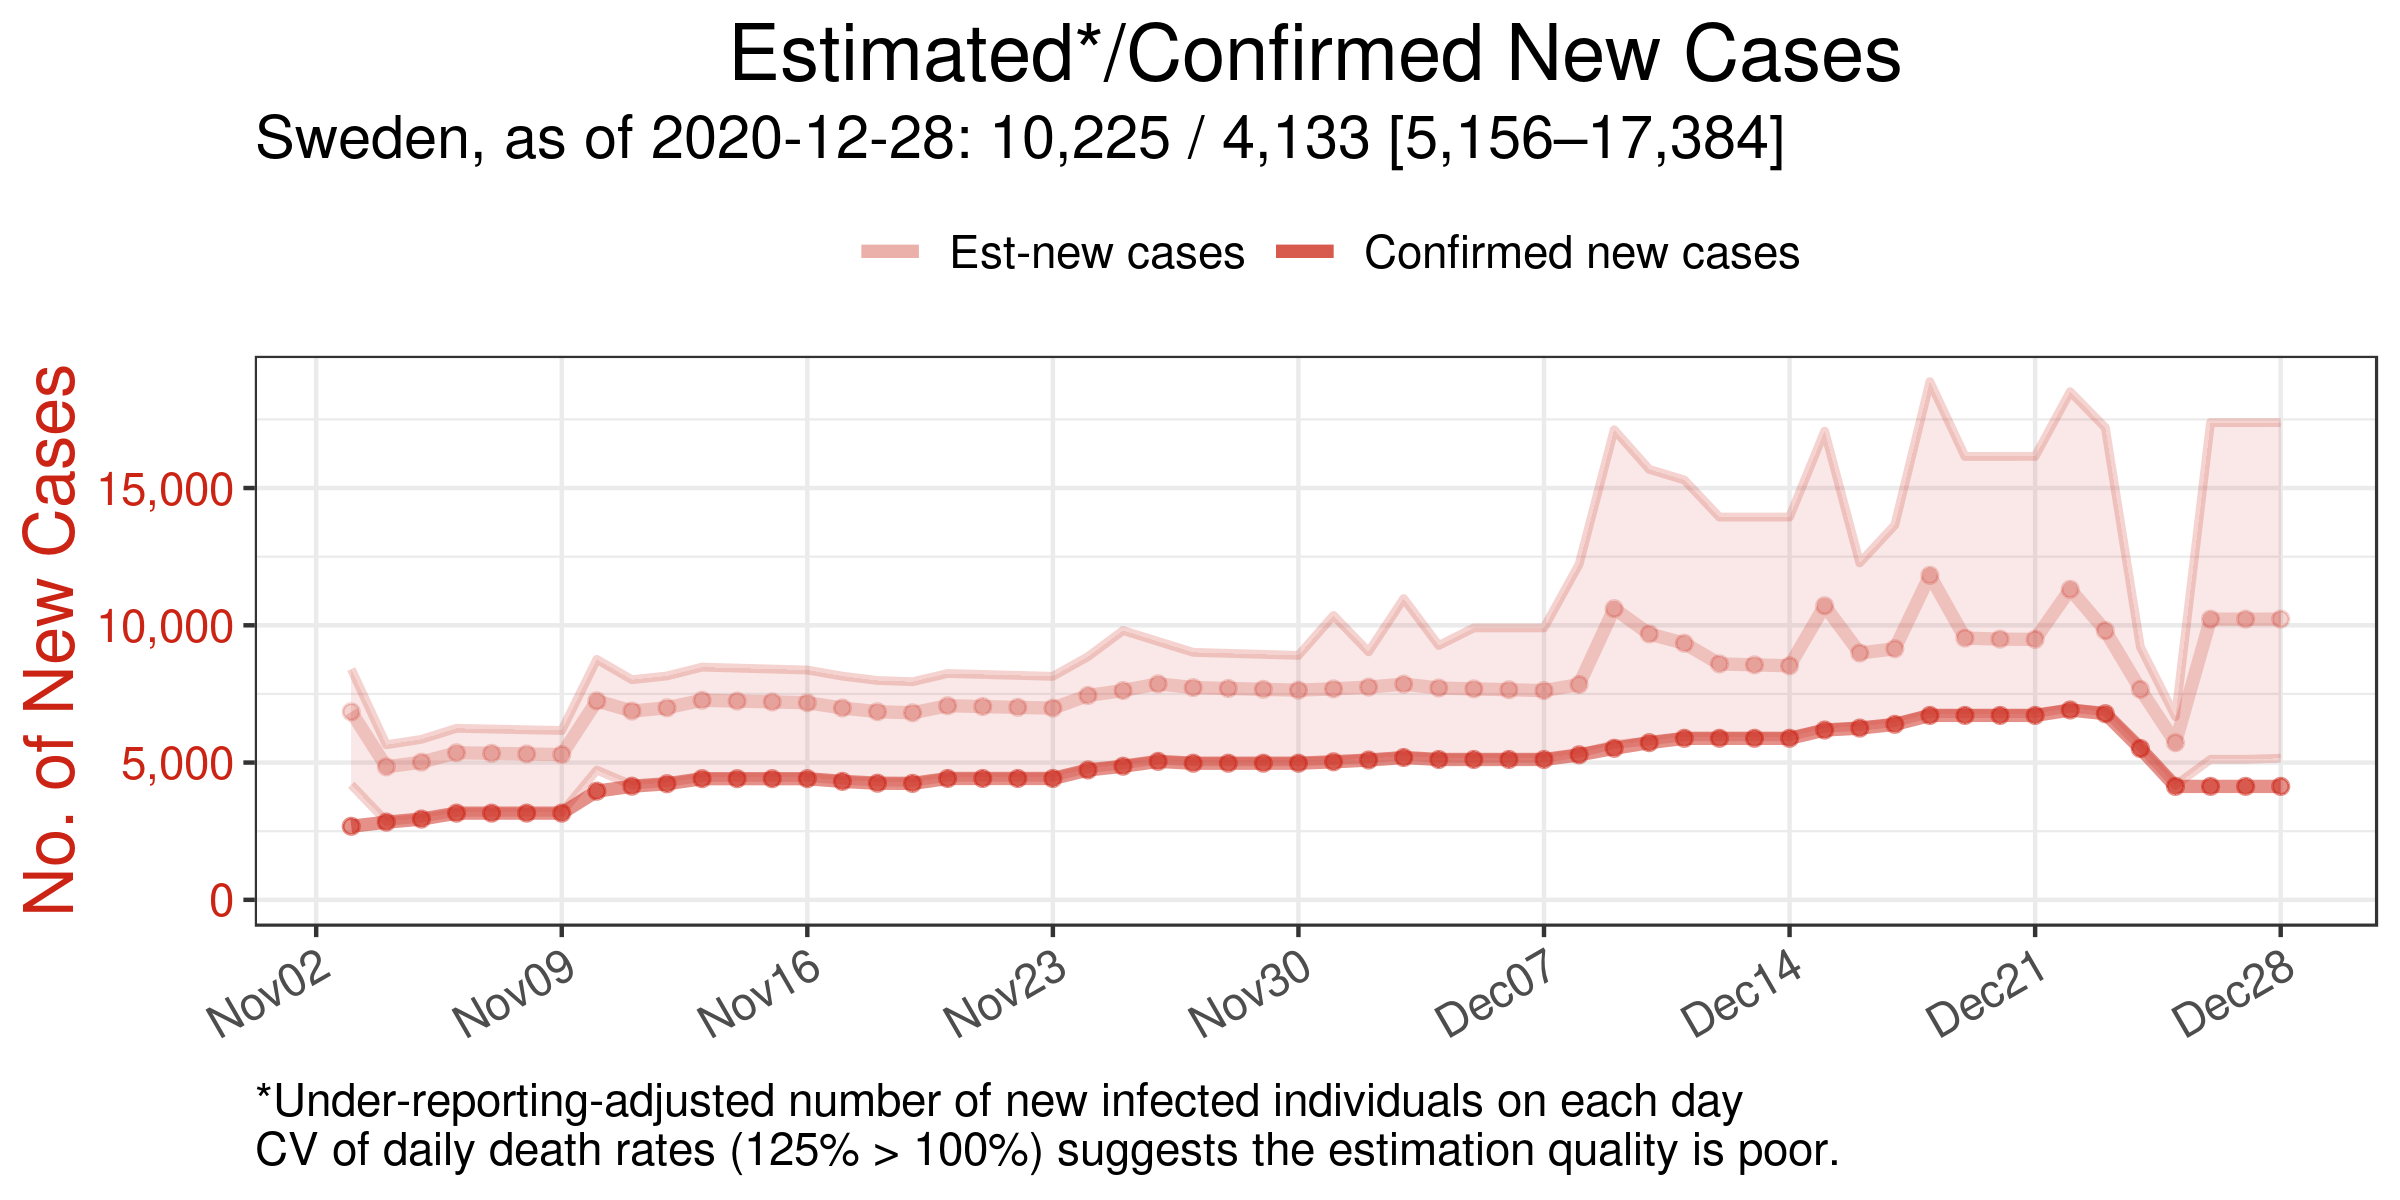 Estimated*/Confirmed New Cases
Sweden, as of 2020-12-28: 10,225 / 4,133 [5,156–17,384]
Est-new cases Confirmed new cases
No. of New Cases
15,000
10,000
5,000
0
Nov02 Nov09 Nov16 Nov23 Nov30 Dec07 Dec14 Dec21 Dec28
*Under-reporting-adjusted number of new infected individuals on each day
CV of daily death rates (125% > 100%) suggests the estimation quality is poor.